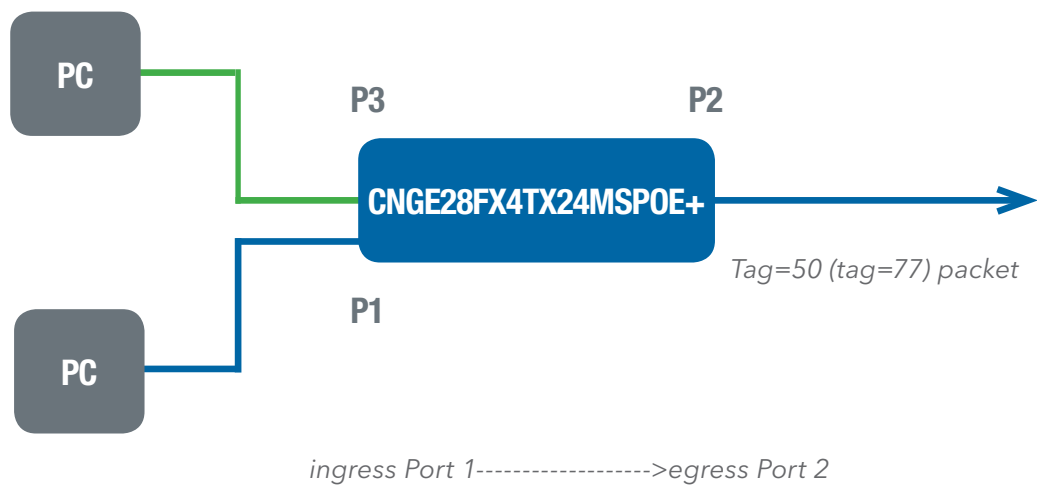 PC
P3
P2
CNGE28FX4TX24MSPOE+
Tag=50 (tag=77) packet
P1
PC
ingress Port 1------------------->egress Port 2